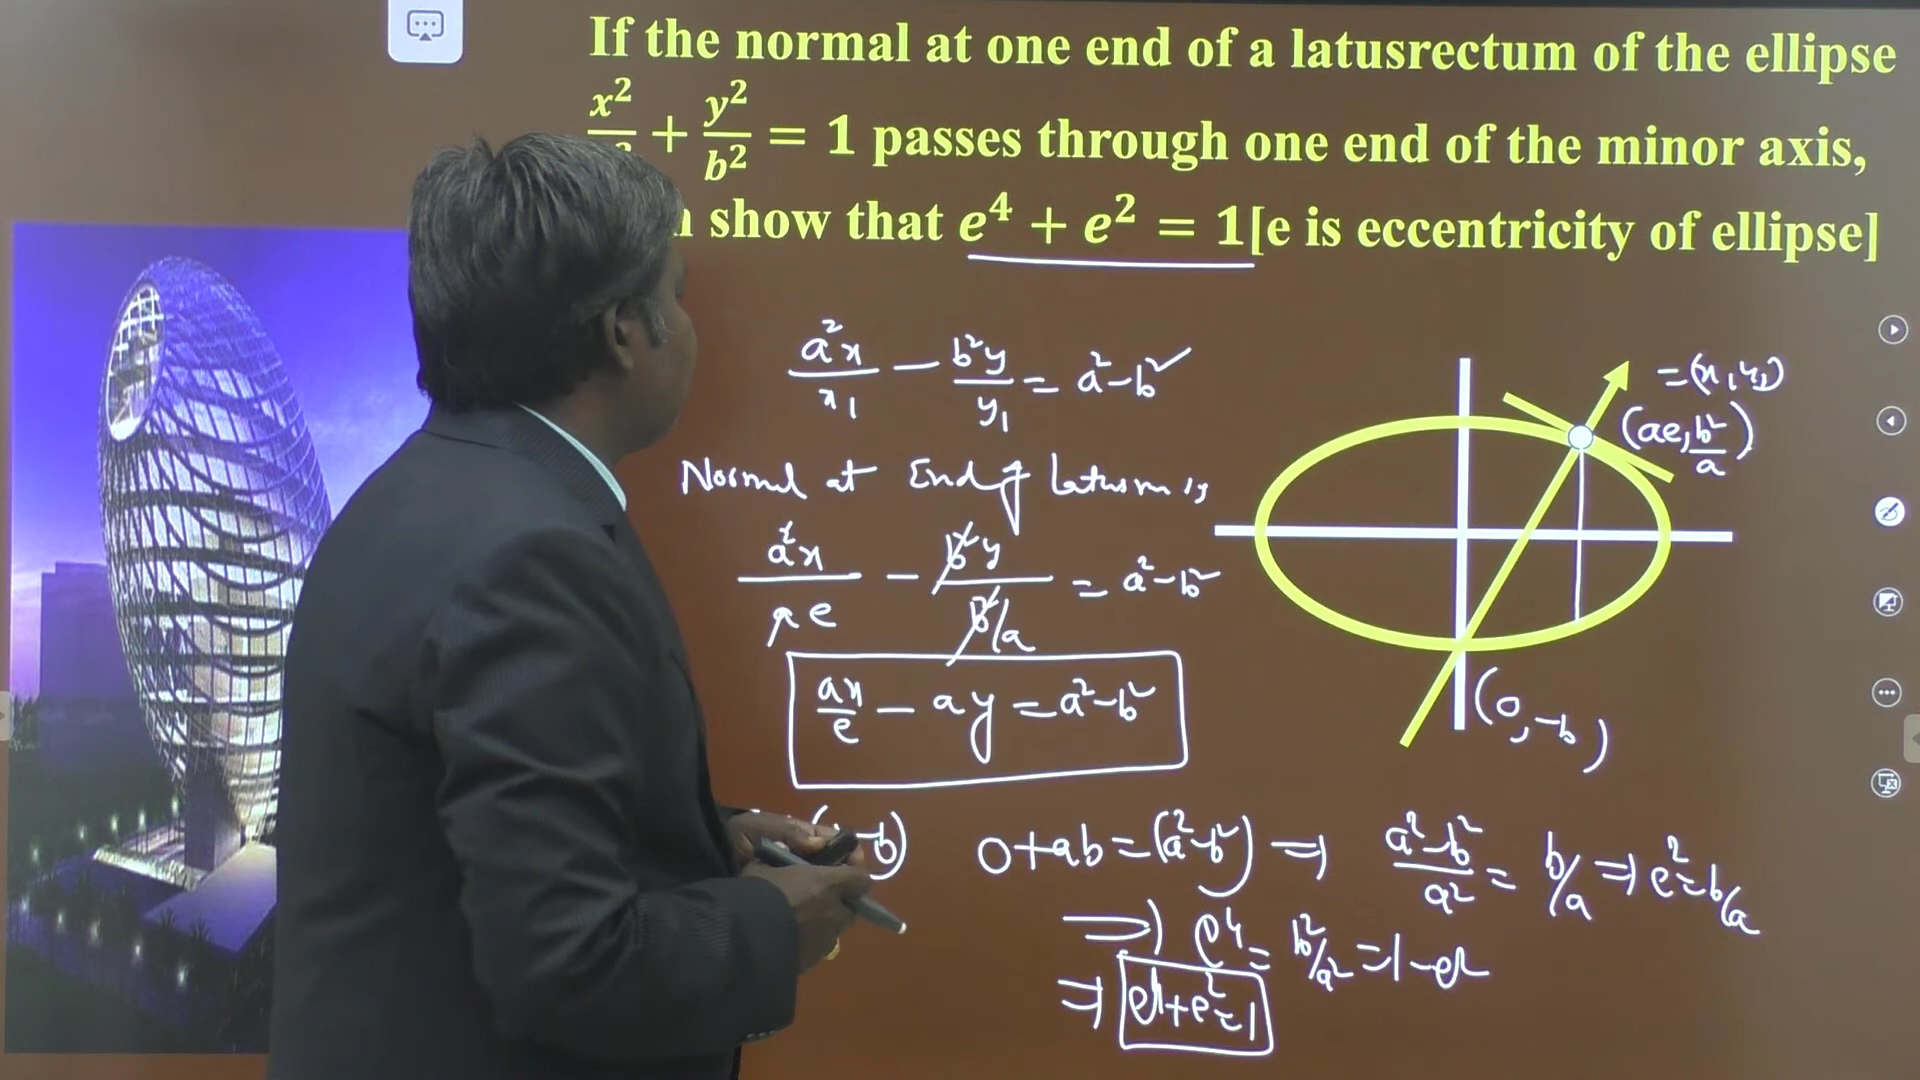 If the normal at one end of a latusrectum of the ellipse
x²/ + y²/b² = 1 passes through one end of the minor axis,
show that e⁴ + e² = 1[e is eccentricity of ellipse]
a²x/x₁ − b²y/y₁ = a²−b²
= (x₁, y₁)
(ae, b²/a)
Normal at End of Latusm is
a²x/ae − b²y/b²/a = a²−b²
ax/e − ay = a²−b²
(0, −b)
−b) 0+ab = (a²−b²) ⇒ a²−b²/a² = b/a ⇒ e² = b/a
⇒ e⁴ = b²/a² = 1−e²
⇒ e⁴+e²=1